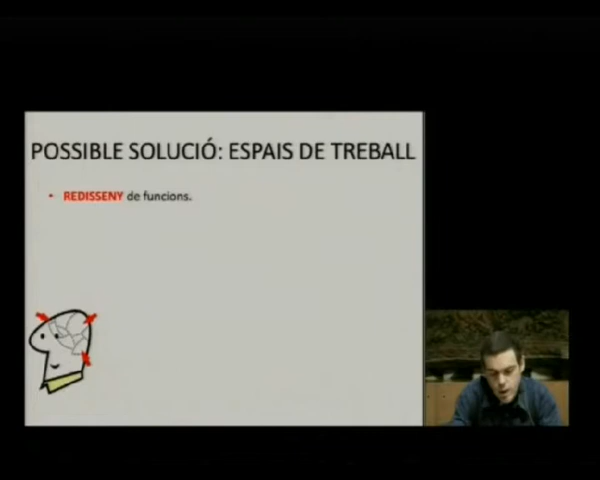 POSSIBLE SOLUCIÓ: ESPAIS DE TREBALL
• REDISSENY de funcions.